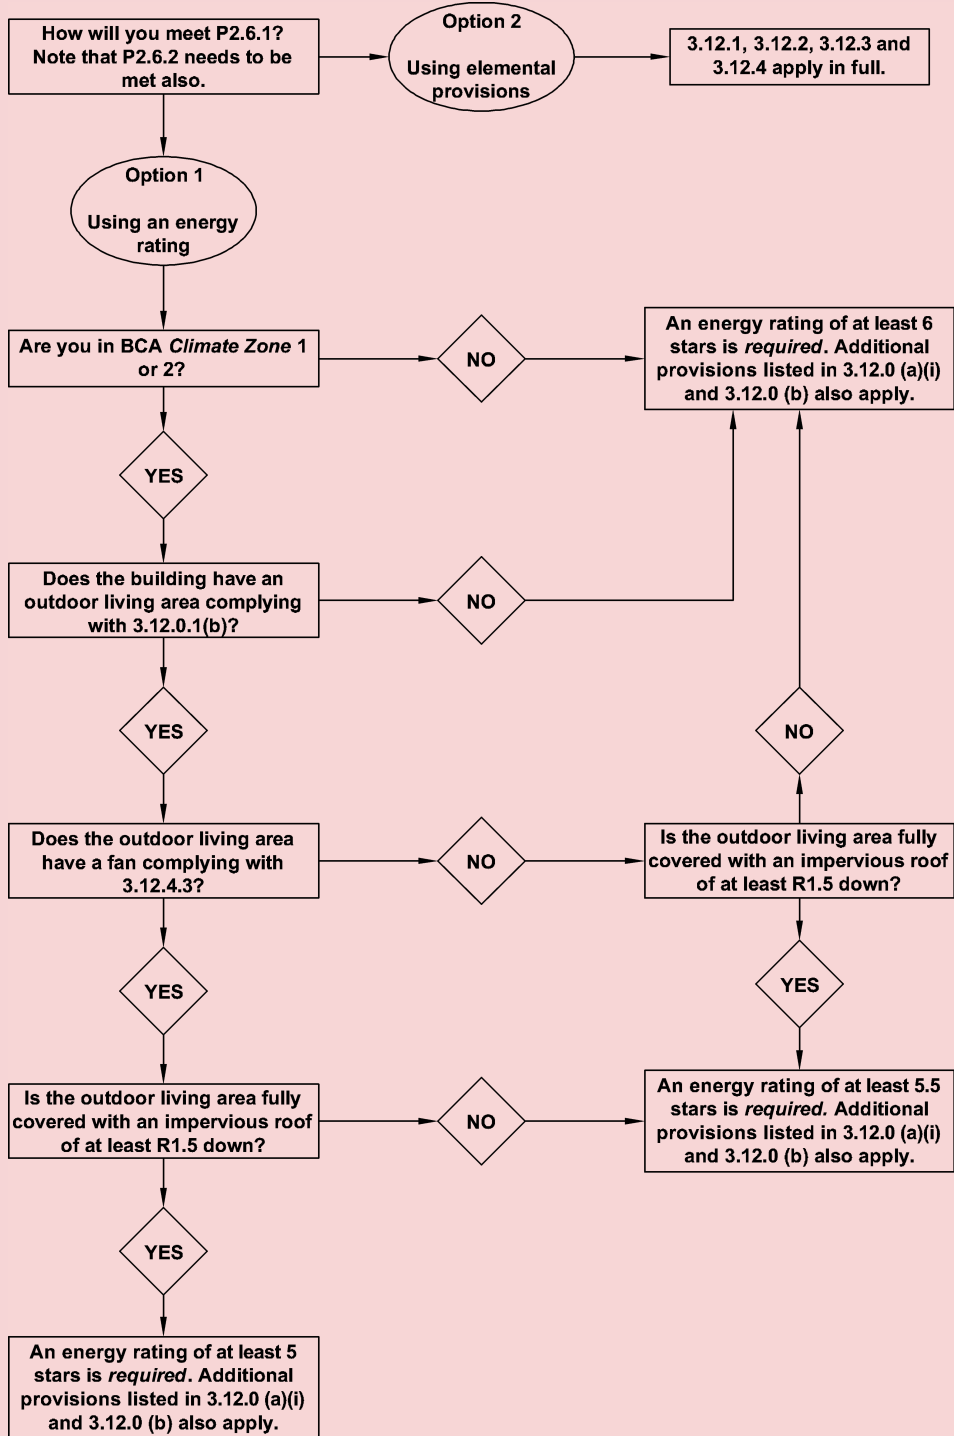 How will you meet P2.6.1?
Note that P2.6.2 needs to be
met also.
Option 2
Using elemental
provisions
3.12.1, 3.12.2, 3.12.3 and
3.12.4 apply in full.
Option 1
Using an energy
rating
Are you in BCA Climate Zone 1
or 2?
NO
An energy rating of at least 6
stars is required. Additional
provisions listed in 3.12.0 (a)(i)
and 3.12.0 (b) also apply.
YES
Does the building have an
outdoor living area complying
with 3.12.0.1(b)?
NO
YES
NO
Does the outdoor living area
have a fan complying with
3.12.4.3?
NO
Is the outdoor living area fully
covered with an impervious roof
of at least R1.5 down?
YES
YES
Is the outdoor living area fully
covered with an impervious roof
of at least R1.5 down?
NO
An energy rating of at least 5.5
stars is required. Additional
provisions listed in 3.12.0 (a)(i)
and 3.12.0 (b) also apply.
YES
An energy rating of at least 5
stars is required. Additional
provisions listed in 3.12.0 (a)(i)
and 3.12.0 (b) also apply.